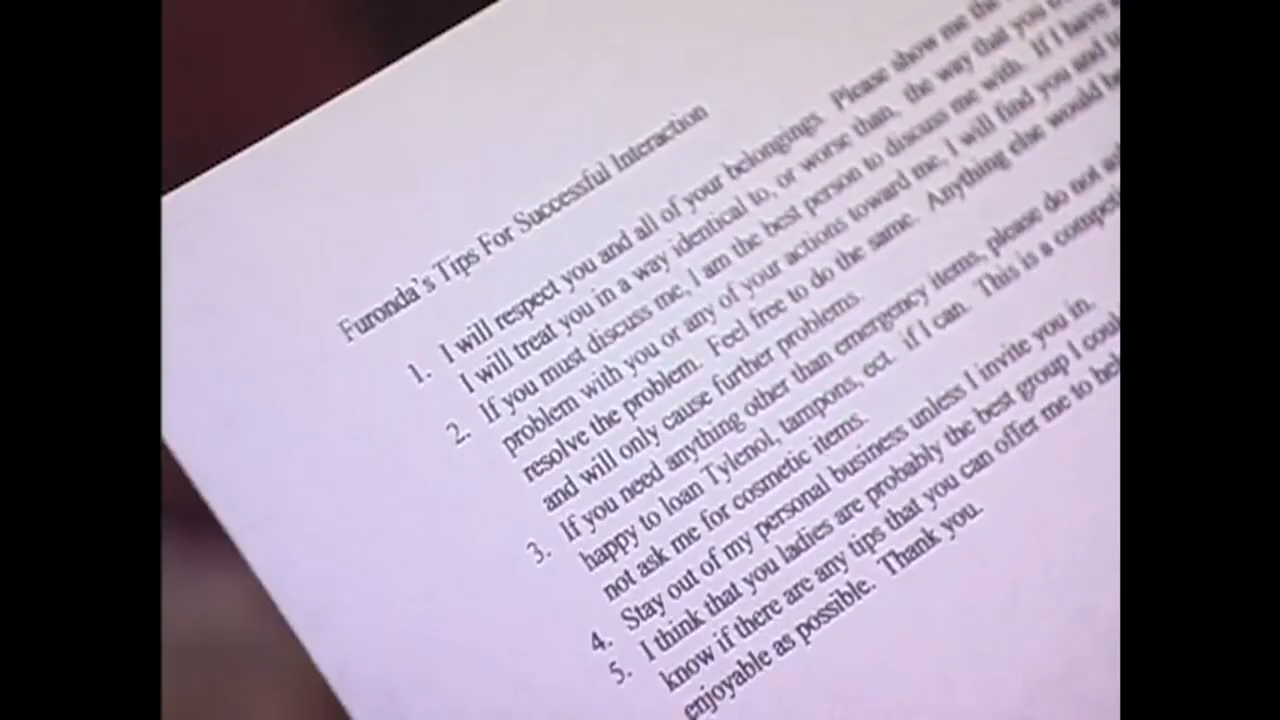 Furonda's Tips For Successful Interaction
1. I will respect you and all of your belongings. Please show me the
I will treat you in a way identical to, or worse than, the way that you
2. If you must discuss me, I am the best person to discuss me with. If I have
problem with you or any of your actions toward me, I will find you and
resolve the problem. Feel free to do the same. Anything else would
and will only cause further problems.
3. If you need anything other than emergency items, please do not
happy to loan Tylenol, tampons, ect. if I can. This is a
not ask me for cosmetic items.
4. Stay out of my personal business unless I invite you in.
5. I think that you ladies are probably the best group I
know if there are any tips that you can offer me to
enjoyable as possible. Thank you.